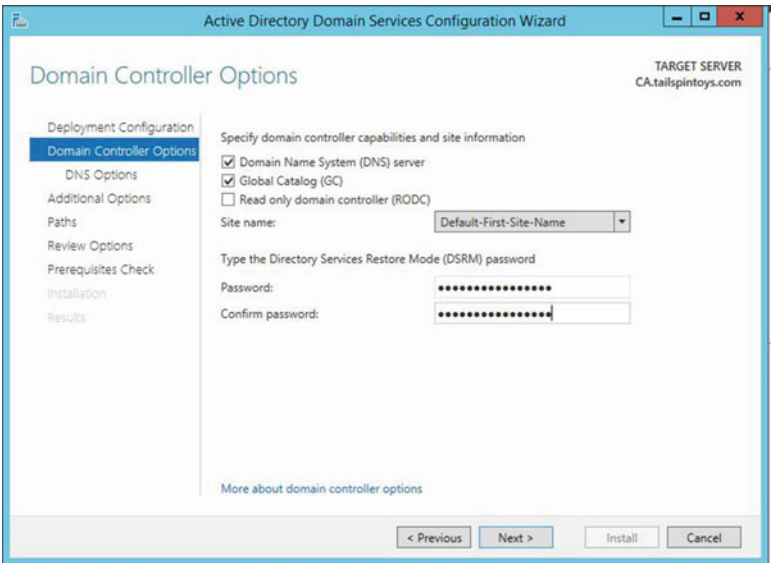 Active Directory Domain Services Configuration Wizard
Domain Controller Options
TARGET SERVER
CA.tailspintoys.com
Deployment Configuration
Domain Controller Options
DNS Options
Additional Options
Paths
Review Options
Prerequisites Check
Installation
Results
Specify domain controller capabilities and site information
Domain Name System (DNS) server
Global Catalog (GC)
Read only domain controller (RODC)
Site name: Default-First-Site-Name
Type the Directory Services Restore Mode (DSRM) password
Password: ●●●●●●●●●●●●●●●●●
Confirm password: ●●●●●●●●●●●●●●●●●
More about domain controller options
< Previous Next > Install Cancel